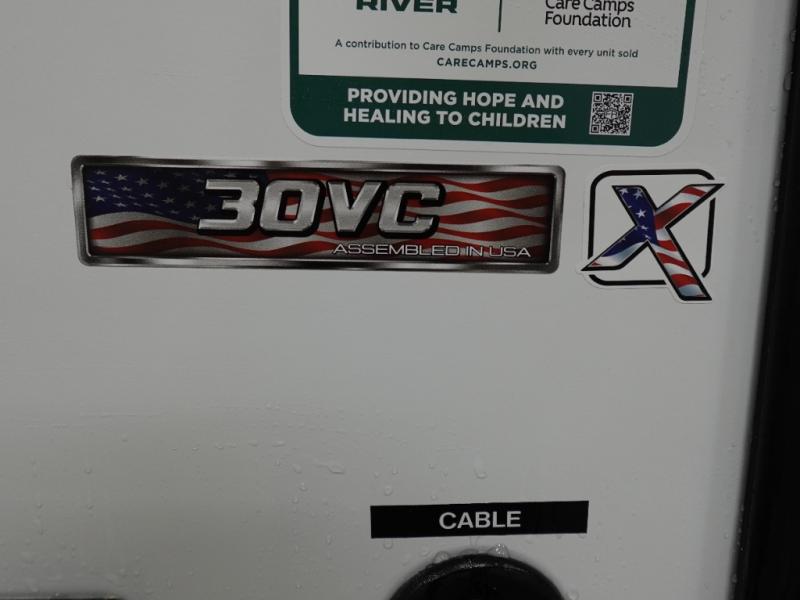 RIVER
Care Camps
Foundation
A contribution to Care Camps Foundation with every unit sold
CARECAMPS.ORG
PROVIDING HOPE AND
HEALING TO CHILDREN
30VC
ASSEMBLED IN USA
X
CABLE